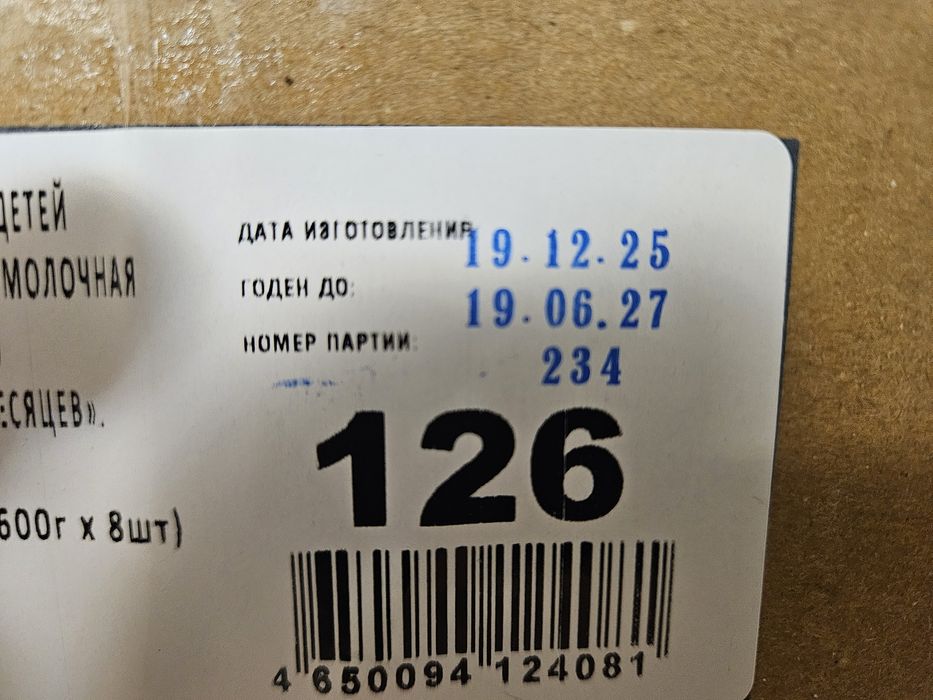 ДЕТЕЙ
МОЛОЧНАЯ
ЕСЯЦЕВ».
600г х 8шт)
ДАТА ИЗГОТОВЛЕНИЯ: 19.12.25
ГОДЕН ДО: 19.06.27
НОМЕР ПАРТИИ: 234
126
4 650094 124081